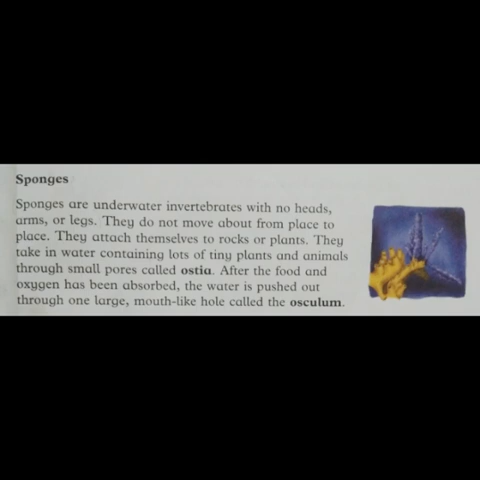 Sponges
Sponges are underwater invertebrates with no heads,
arms, or legs. They do not move about from place to
place. They attach themselves to rocks or plants. They
take in water containing lots of tiny plants and animals
through small pores called ostia. After the food and
oxygen has been absorbed, the water is pushed out
through one large, mouth-like hole called the osculum.